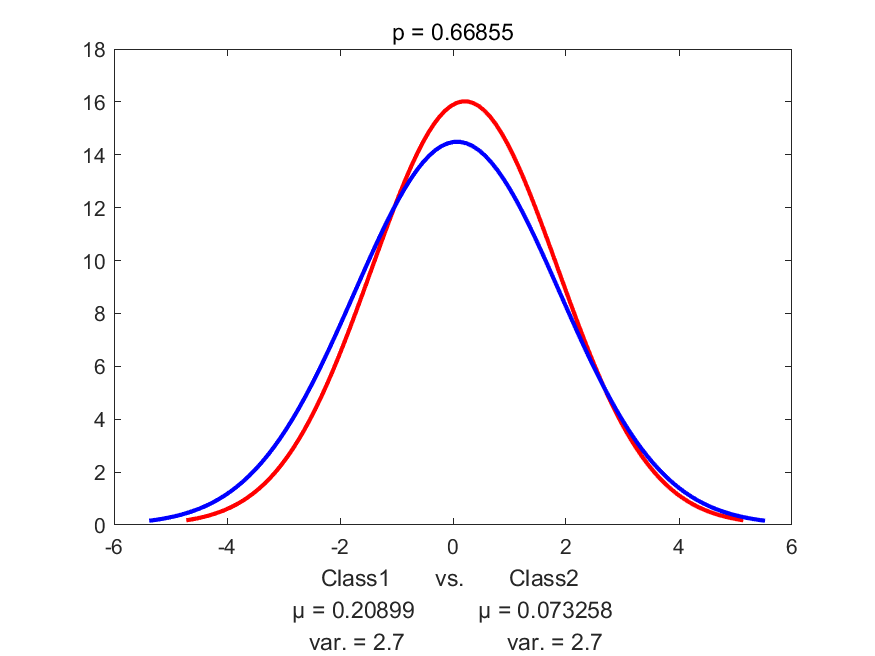 p = 0.66855
18
16
14
12
10
8
6
4
2
0
-6 -4 -2 0 2 4 6
Class1 vs. Class2
μ = 0.20899 μ = 0.073258
var. = 2.7 var. = 2.7